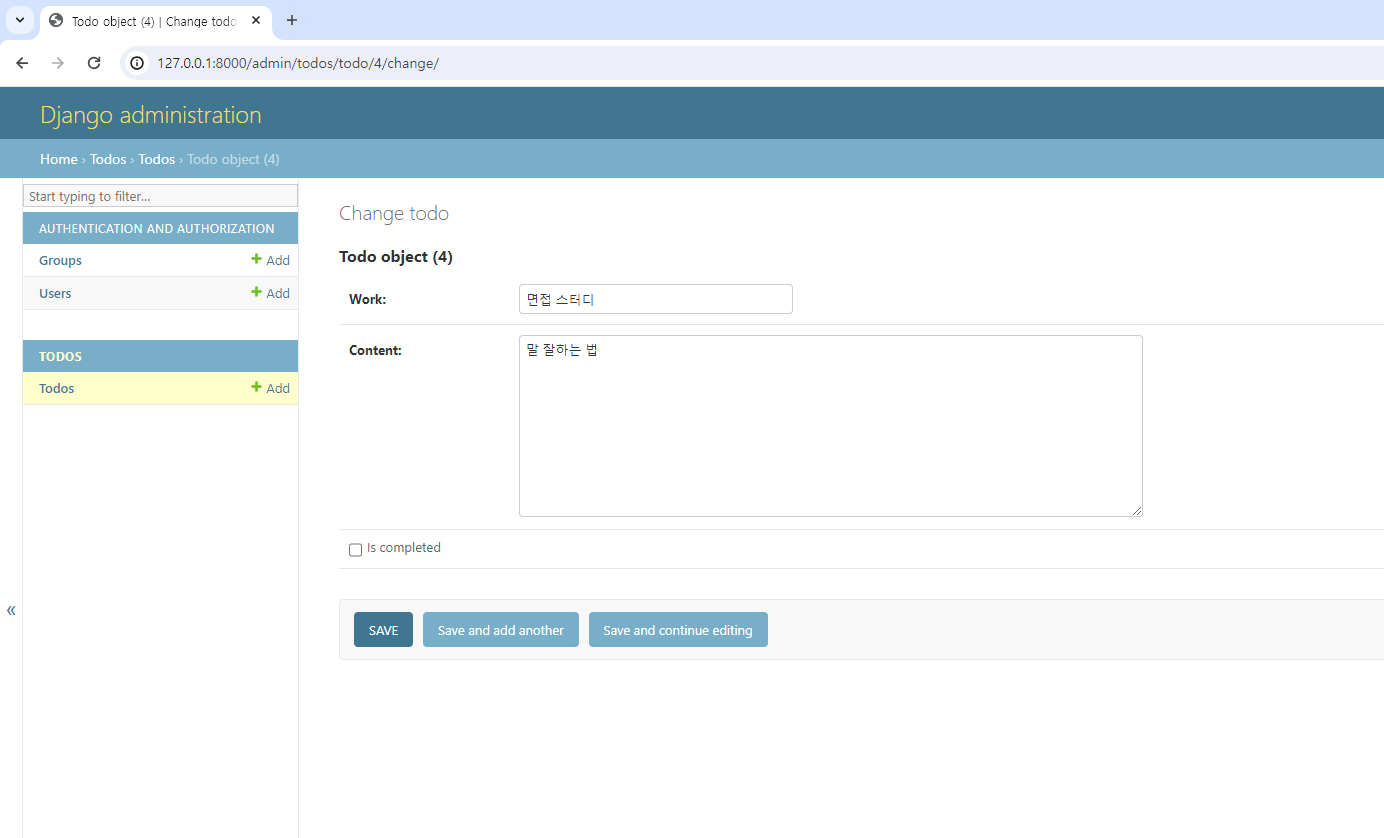 Todo object (4) | Change todo
127.0.0.1:8000/admin/todos/todo/4/change/
Django administration
Home › Todos › Todos › Todo object (4)
Start typing to filter...
AUTHENTICATION AND AUTHORIZATION
Groups + Add
Users + Add
TODOS
Todos + Add
«
Change todo
Todo object (4)
Work: 면접 스터디
Content: 말 잘하는 법
Is completed
SAVE Save and add another Save and continue editing